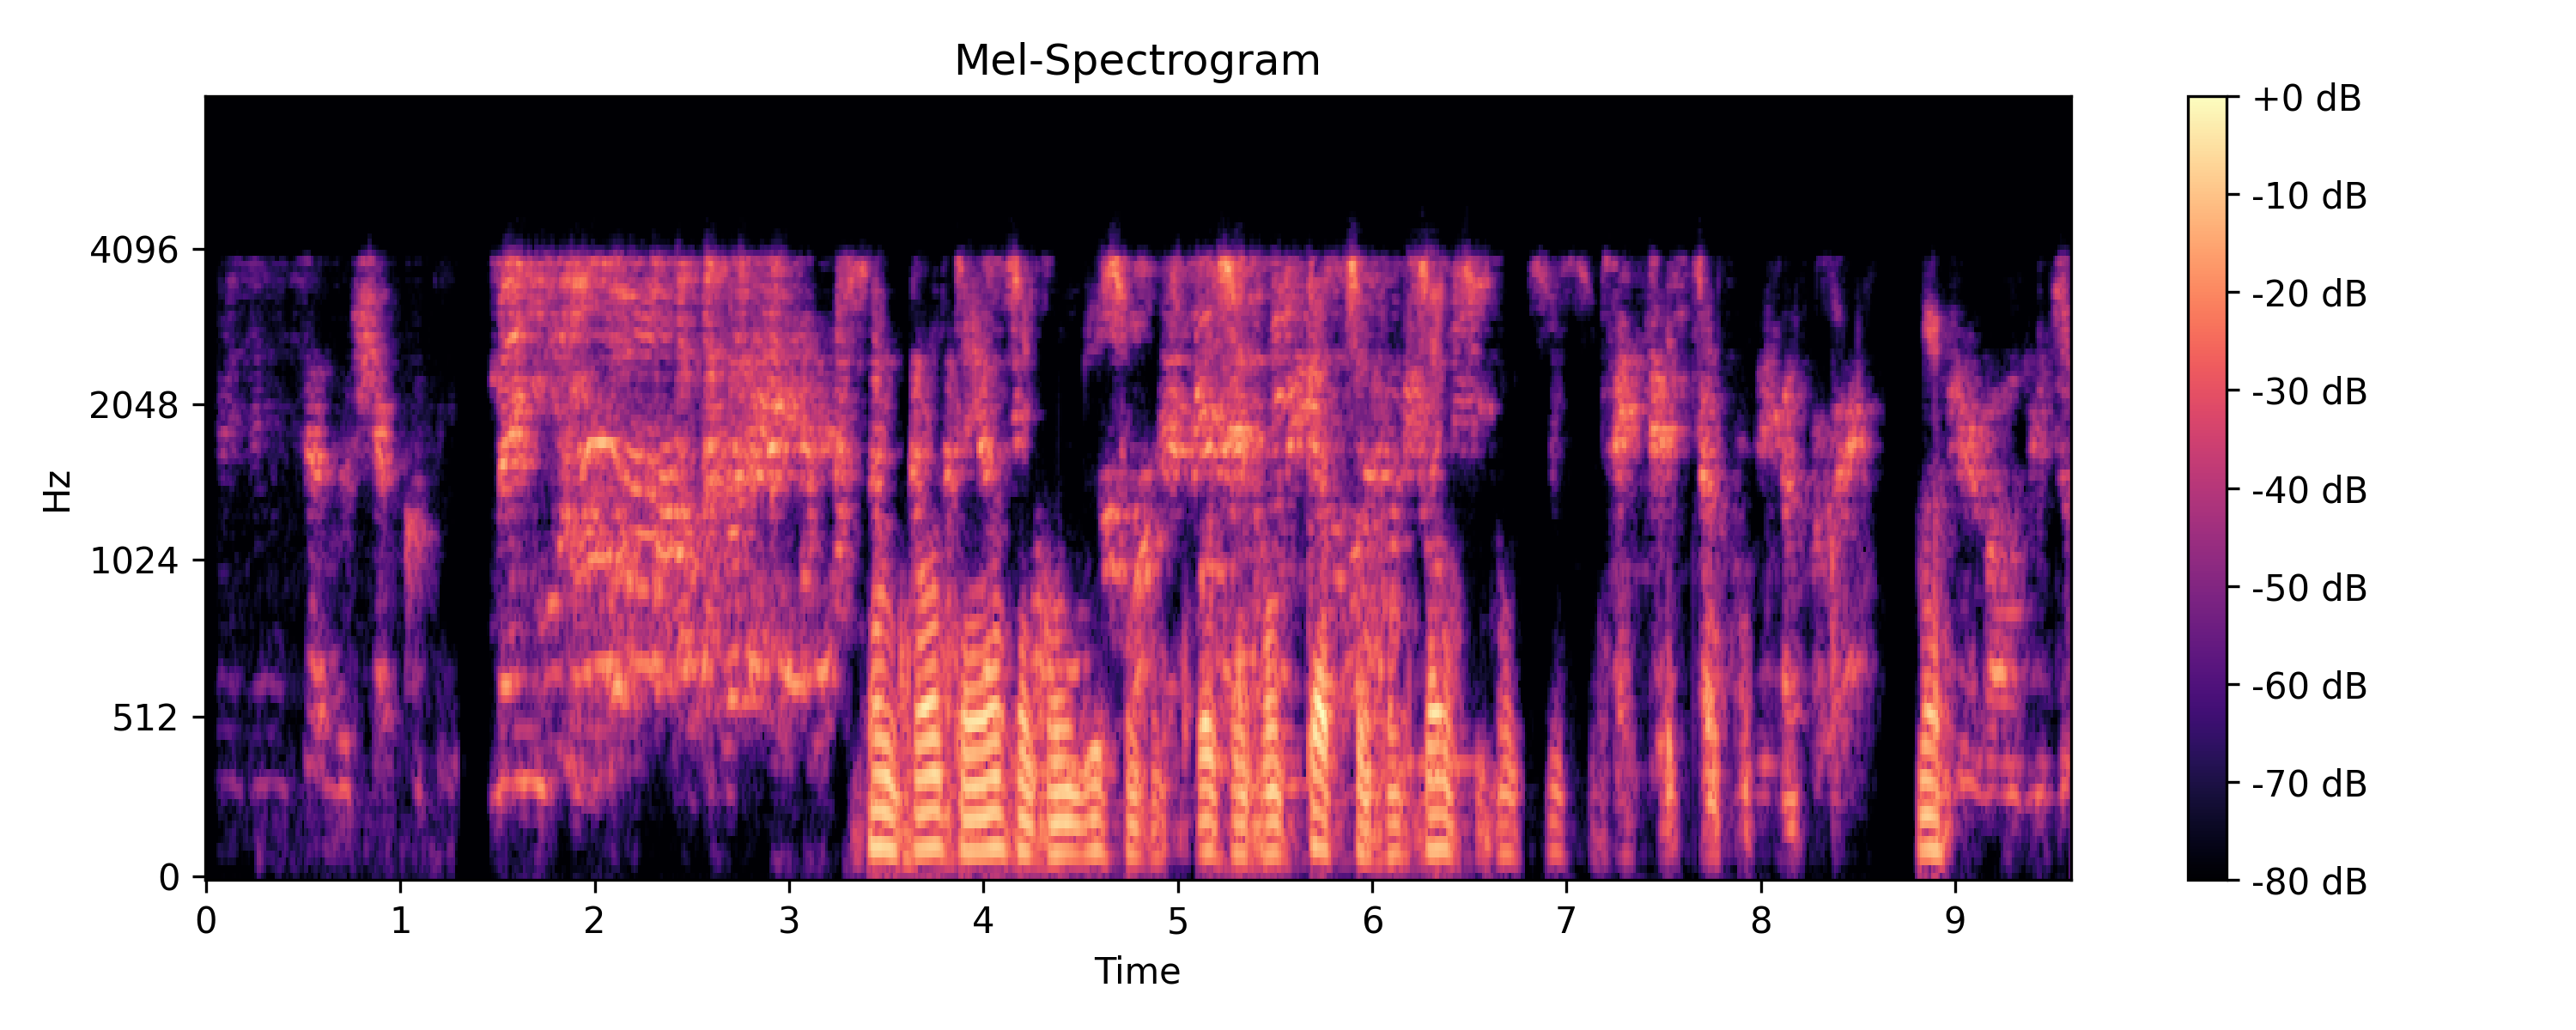 Mel-Spectrogram
+0 dB
-10 dB
-20 dB
-30 dB
-40 dB
-50 dB
-60 dB
-70 dB
-80 dB
Hz
4096
2048
1024
512
0
0 1 2 3 4 5 6 7 8 9
Time